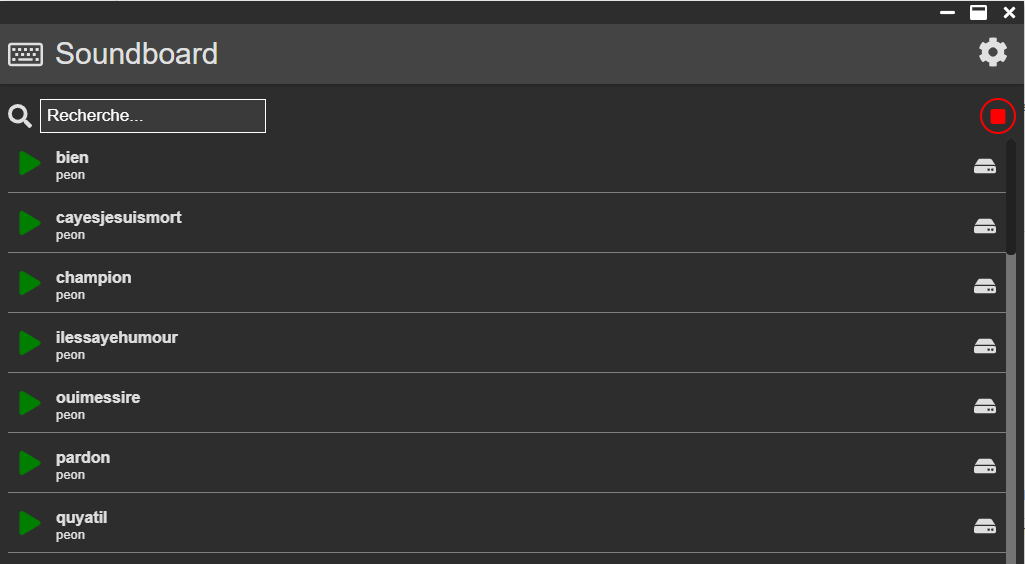 Soundboard
Recherche...
bien
peon
cayesjesuismort
peon
champion
peon
ilessayehumour
peon
ouimessire
peon
pardon
peon
quyatil
peon